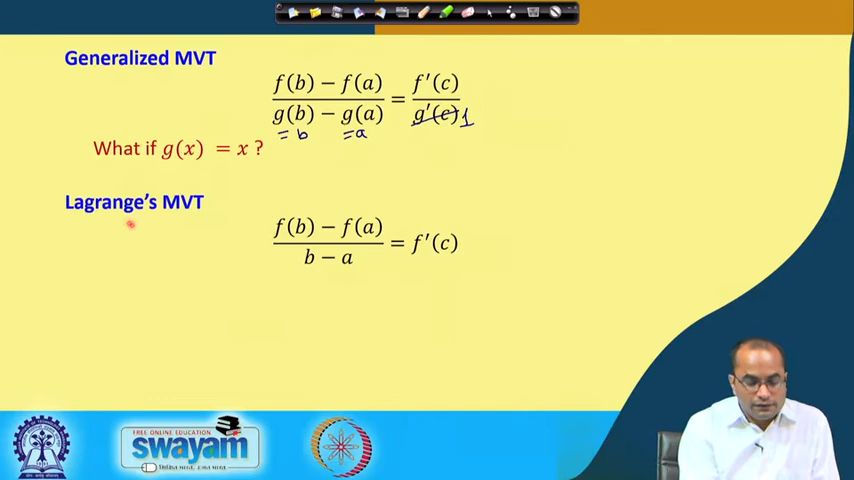 Generalized MVT
f(b) − f(a) / g(b) − g(a) = f′(c) / g′(c) 1
= b = a
What if g(x) = x ?
Lagrange's MVT
f(b) − f(a) / b − a = f′(c)
FREE ONLINE EDUCATION
swayam